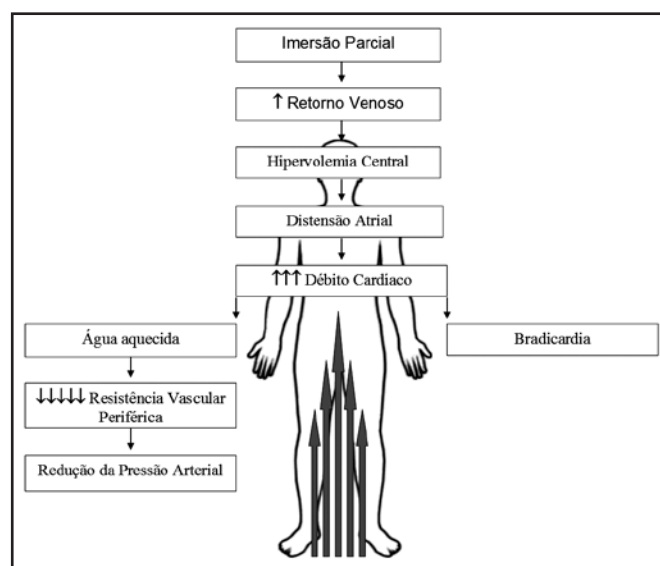 Imersão Parcial
↑ Retorno Venoso
Hipervolemia Central
Distensão Atrial
↑↑↑ Débito Cardíaco
Água aquecida
Bradicardia
↓↓↓↓↓ Resistência Vascular
Periférica
Redução da Pressão Arterial